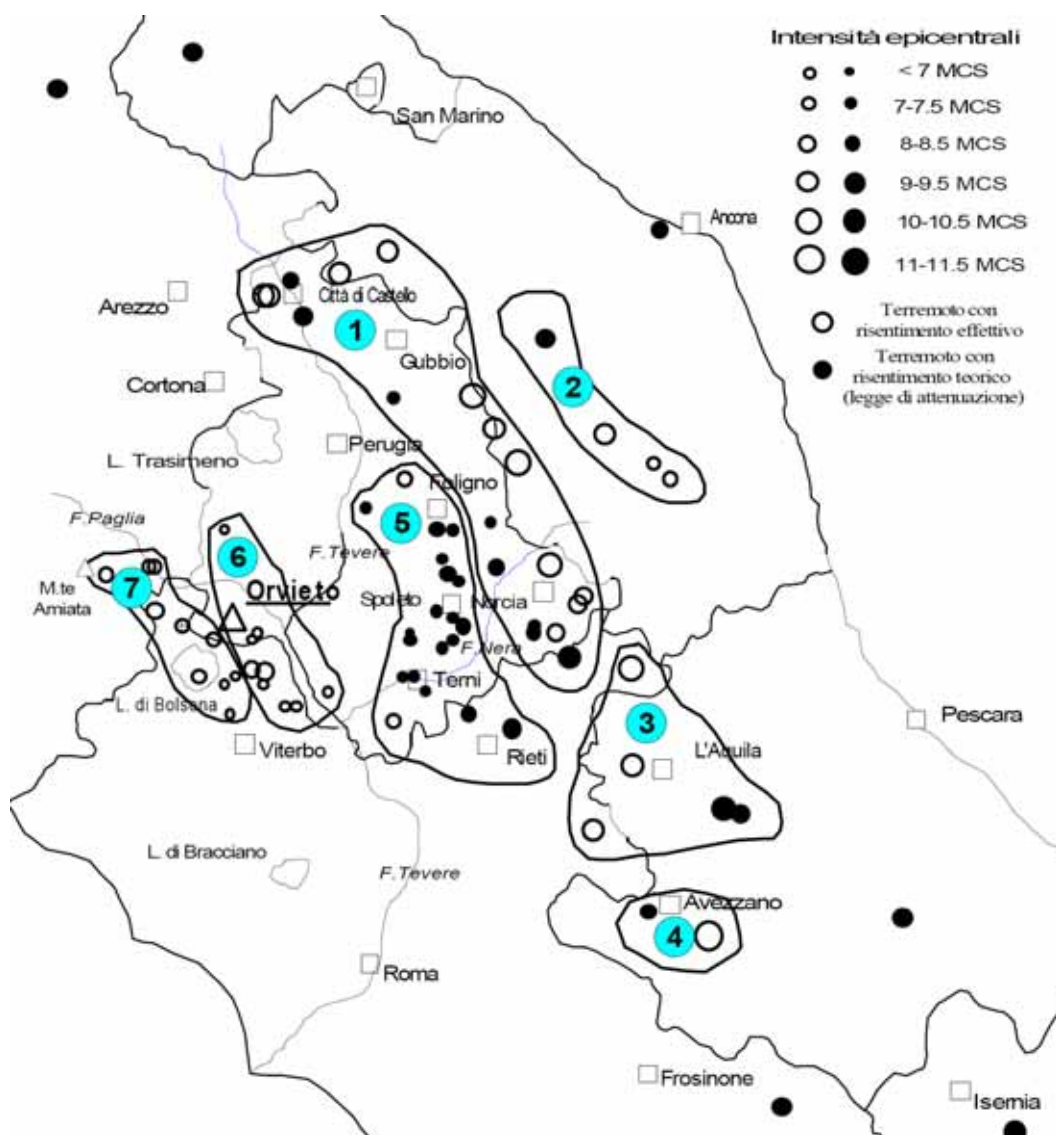 Intensità epicentrali
< 7 MCS
7-7.5 MCS
8-8.5 MCS
9-9.5 MCS
10-10.5 MCS
11-11.5 MCS
Terremoto con
risentimento effettivo
Terremoto con
risentimento teorico
(legge di attenuazione)
San Marino
Ancona
Arezzo
Città di Castello
1
Gubbio
2
Cortona
Perugia
L. Trasimeno
Foligno
5
F.Paglia
F.Tevere
6
7
M.te
Amiata
Orvieto
Spoleto
Norcia
F.Nera
Terni
L. di Bolsena
Viterbo
Rieti
3
L'Aquila
Pescara
L. di Bracciano
F.Tevere
Avezzano
4
Roma
Frosinone
Isernia